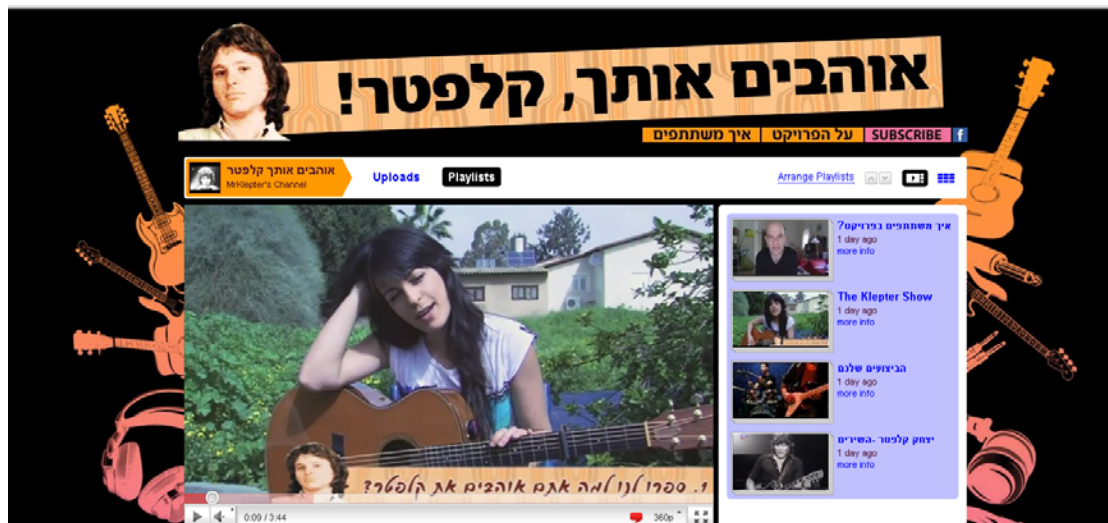 אוהבים אותך, קלפטר!
איך משתתפים | על הפרויקט | SUBSCRIBE f
אוהבים אותך קלפטר
MrKlepter's Channel
Uploads
Playlists
Arrange Playlists
איך משתתפים בפרויקט?
1 day ago
more info
The Klepter Show
1 day ago
more info
הביצועים שלכם
1 day ago
more info
יצחק קלפטר -השירים
1 day ago
more info
1. ספרו לנו למה אתם אוהבים את קלפטר?
0:09 / 3:44
360p